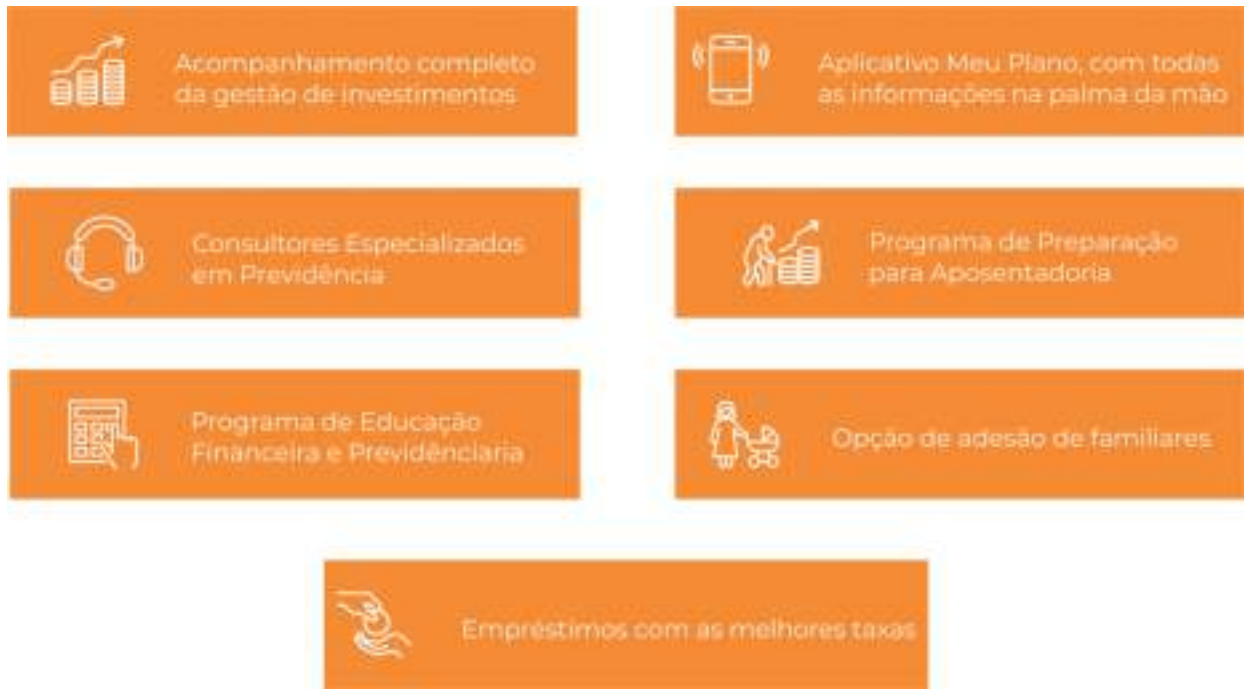 Acompanhamento completo
da gestão de investimentos
Aplicativo Meu Plano, com todas
as informações na palma da mão
Consultores Especializados
em Previdência
Programa de Preparação
para Aposentadoria
Programa de Educação
Financeira e Previdênciaria
Opção de adesão de familiares
Empréstimos com as melhores taxas